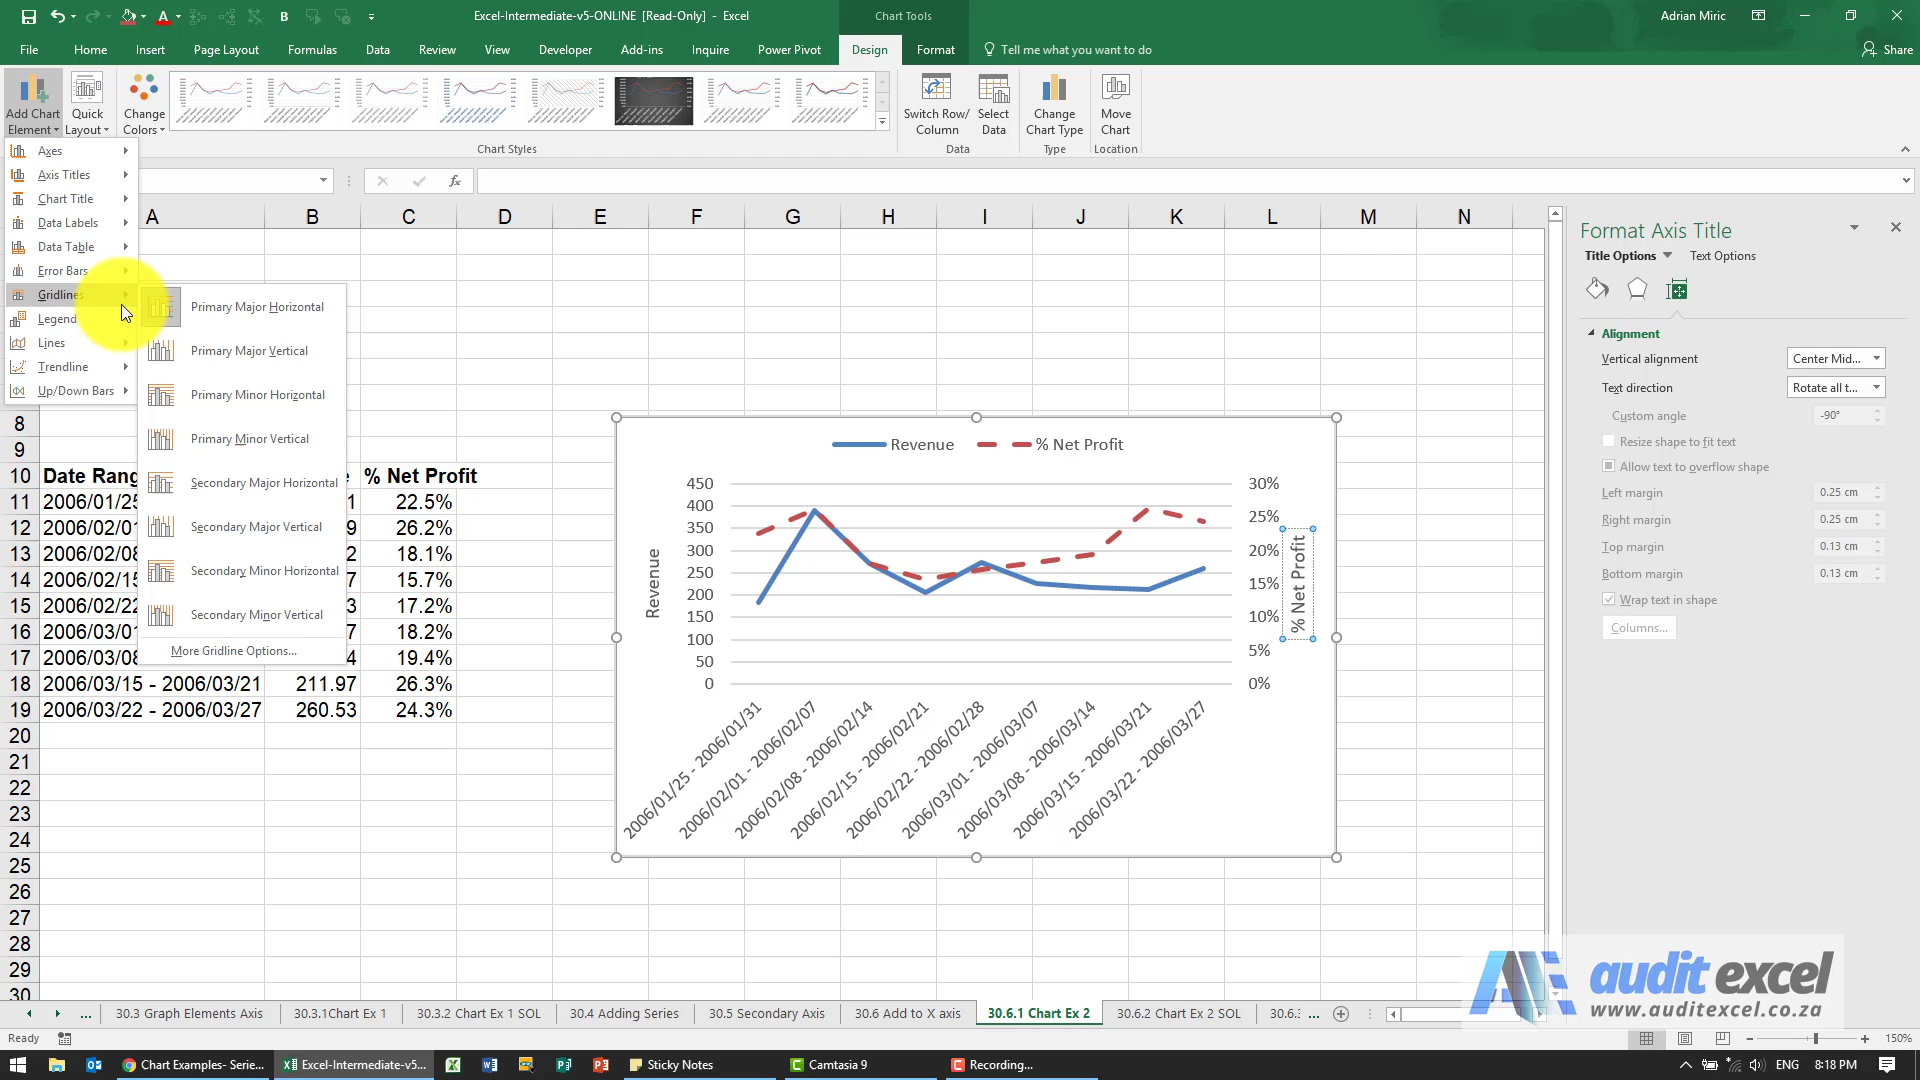 Excel-Intermediate-v5-ONLINE [Read-Only] - Excel
Chart Tools
Adrian Miric
File Home Insert Page Layout Formulas Data Review View Developer Add-ins Inquire Power Pivot Design Format Tell me what you want to do Share
Add Chart Element
Quick Layout
Change Colors
Switch Row/ Column
Select Data
Change Chart Type
Move Chart
Chart Styles
Data
Type
Location
Axes
Axis Titles
Chart Title
Data Labels
Data Table
Error Bars
Gridlines
Legend
Lines
Trendline
Up/Down Bars
Primary Major Horizontal
Primary Major Vertical
Primary Minor Horizontal
Primary Minor Vertical
Secondary Major Horizontal
Secondary Major Vertical
Secondary Minor Horizontal
Secondary Minor Vertical
More Gridline Options...
fx
A B C D E F G H I J K L M N
8
9
10 Date Rang e % Net Profit
11 2006/01/25 1 22.5%
12 2006/02/01 9 26.2%
13 2006/02/08 2 18.1%
14 2006/02/15 7 15.7%
15 2006/02/22 3 17.2%
16 2006/03/01 7 18.2%
17 2006/03/08 4 19.4%
18 2006/03/15 - 2006/03/21 211.97 26.3%
19 2006/03/22 - 2006/03/27 260.53 24.3%
20
21
22
23
24
25
26
27
28
29
30
Revenue % Net Profit
450
400
350
300
250
200
150
100
50
0
Revenue
30%
25%
20%
15%
10%
5%
0%
% Net Profit
2006/01/25 - 2006/01/31
2006/02/01 - 2006/02/07
2006/02/08 - 2006/02/14
2006/02/15 - 2006/02/21
2006/02/22 - 2006/02/28
2006/03/01 - 2006/03/07
2006/03/08 - 2006/03/14
2006/03/15 - 2006/03/21
2006/03/22 - 2006/03/27
Format Axis Title
Title Options Text Options
Alignment
Vertical alignment Center Mid...
Text direction Rotate all t...
Custom angle -90°
Resize shape to fit text
Allow text to overflow shape
Left margin 0.25 cm
Right margin 0.25 cm
Top margin 0.13 cm
Bottom margin 0.13 cm
Wrap text in shape
Columns...
audit excel
www.auditexcel.co.za
... 30.3 Graph Elements Axis 30.3.1Chart Ex 1 30.3.2 Chart Ex 1 SOL 30.4 Adding Series 30.5 Secondary Axis 30.6 Add to X axis 30.6.1 Chart Ex 2 30.6.2 Chart Ex 2 SOL 30.6.: ...
Ready
150%
Chart Examples- Serie... Excel-Intermediate-v5... Sticky Notes Camtasia 9 Recording... ENG 8:18 PM